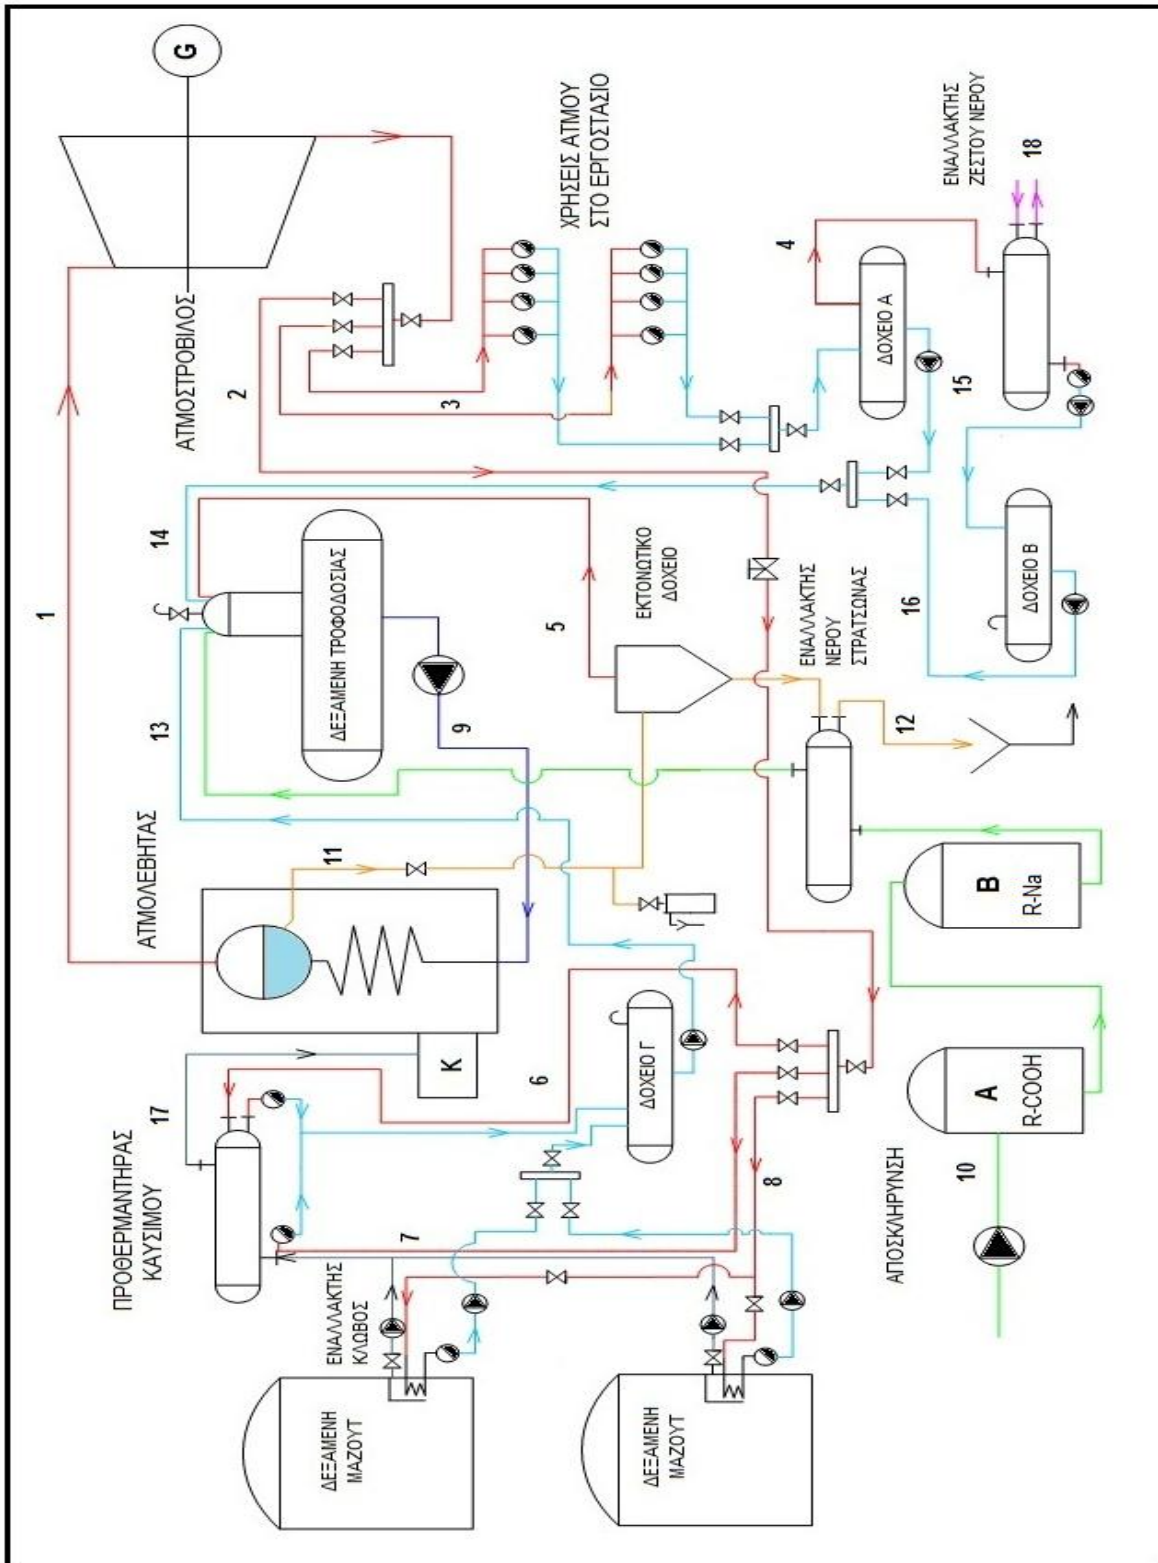 G
ΑΤΜΟΣΤΡΟΒΙΛΟΣ
1
2
3
ΧΡΗΣΕΙΣ ΑΤΜΟΥ
ΣΤΟ ΕΡΓΟΣΤΑΣΙΟ
ΕΝΑΛΛΑΚΤΗΣ
ΖΕΣΤΟΥ ΝΕΡΟΥ
18
4
ΔΟΧΕΙΟ Α
15
14
ΔΕΞΑΜΕΝΗ ΤΡΟΦΟΔΟΣΙΑΣ
13
9
5
ΕΚΤΟΝΩΤΙΚΟ
ΔΟΧΕΙΟ
ΕΝΑΛΛΑΚΤΗΣ
ΝΕΡΟΥ
ΣΤΡΑΤΣΩΝΑΣ
16
ΔΟΧΕΙΟ Β
12
ΑΤΜΟΛΕΒΗΤΑΣ
11
K
17
6
ΔΟΧΕΙΟ Γ
B
R-Na
A
R-COOH
10
ΑΠΟΣΚΛΗΡΥΝΣΗ
ΠΡΟΘΕΡΜΑΝΤΗΡΑΣ
ΚΑΥΣΙΜΟΥ
7
8
ΕΝΑΛΛΑΚΤΗΣ
ΚΛΩΒΟΣ
ΔΕΞΑΜΕΝΗ
ΜΑΖΟΥΤ
ΔΕΞΑΜΕΝΗ
ΜΑΖΟΥΤ